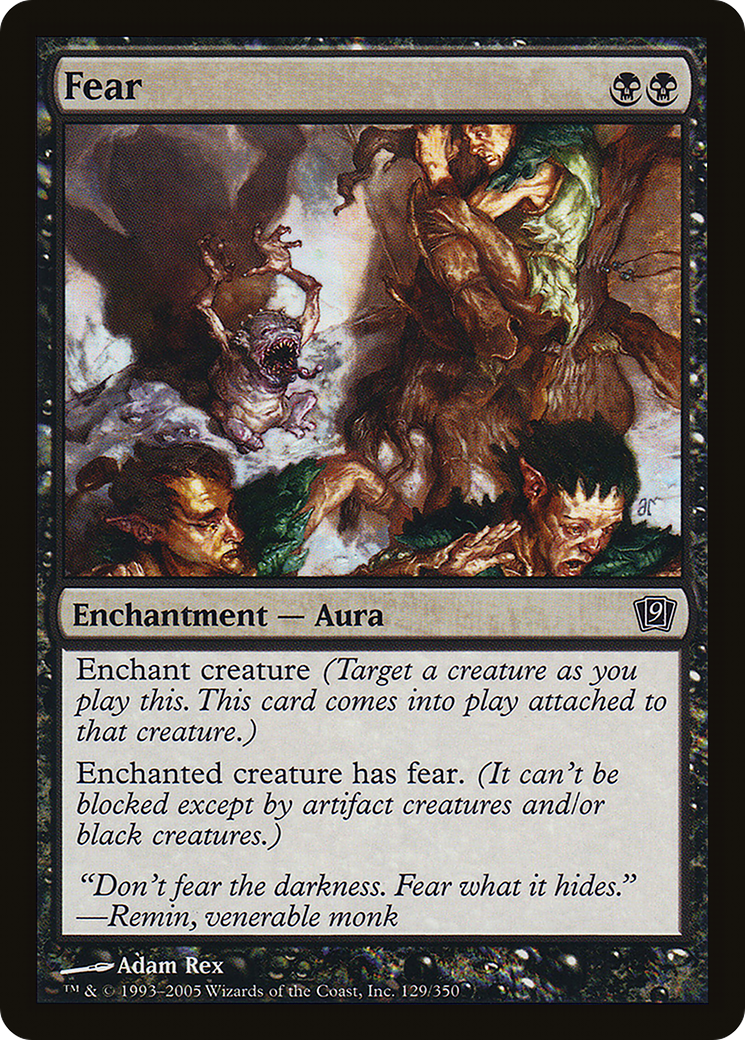 Fear
Enchantment — Aura
9
Enchant creature (Target a creature as you
play this. This card comes into play attached to
that creature.)
Enchanted creature has fear. (It can't be
blocked except by artifact creatures and/or
black creatures.)
“Don't fear the darkness. Fear what it hides.”
—Remin, venerable monk
Adam Rex
™ & © 1993–2005 Wizards of the Coast, Inc. 129/350